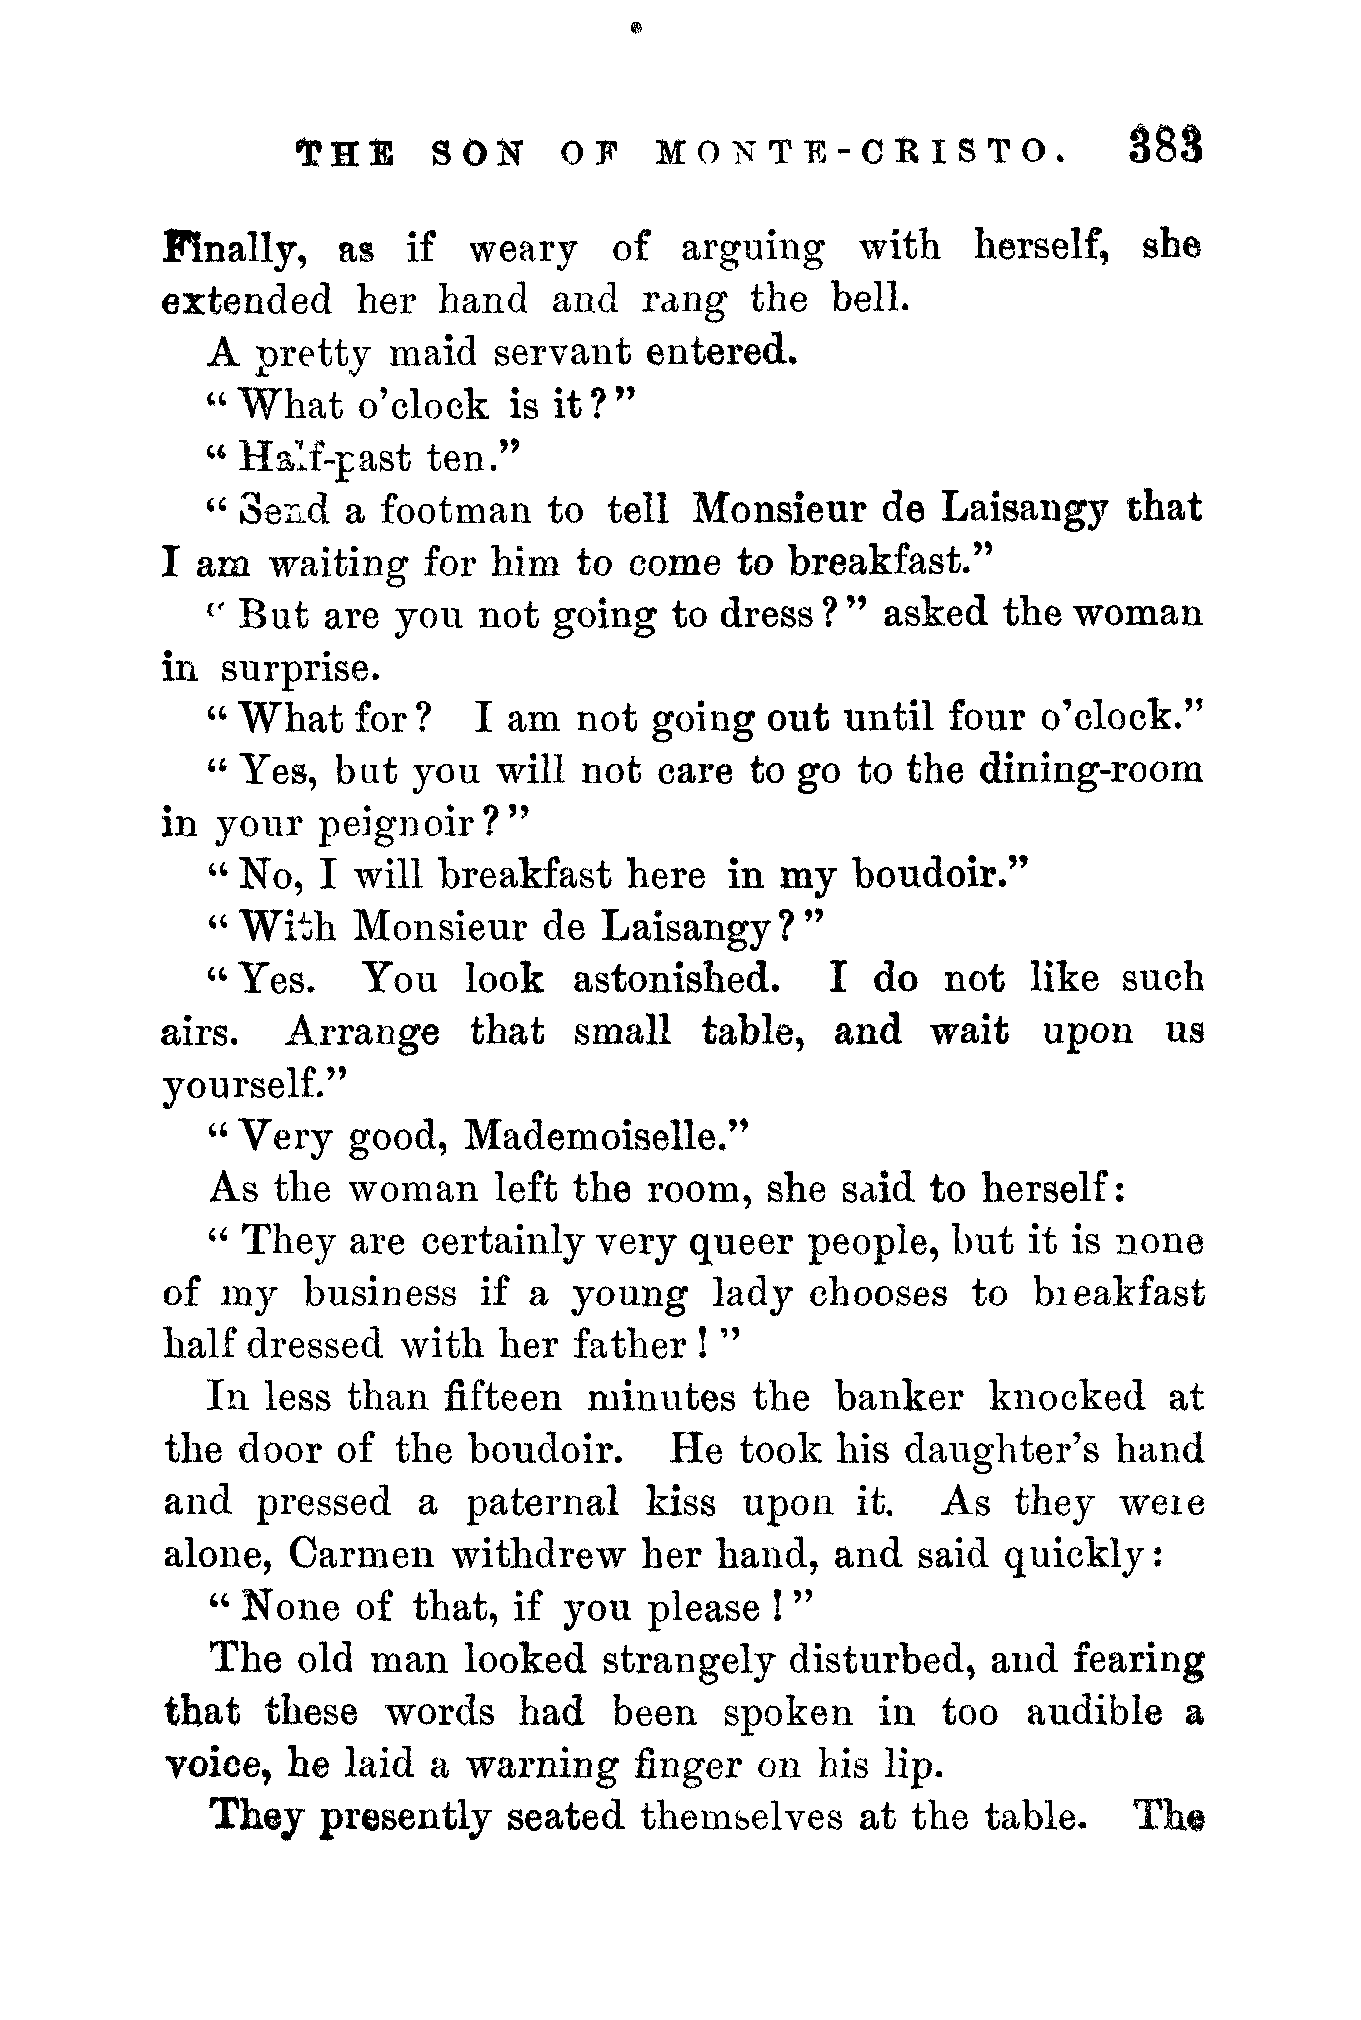 THE SON OF MONTE-CRISTO. 383
Finally, as if weary of arguing with herself, she
extended her hand and rang the bell.
A pretty maid servant entered.
“What o’clock is it?”
“Half-past ten.”
“Send a footman to tell Monsieur de Laisangy that
I am waiting for him to come to breakfast.”
“But are you not going to dress?” asked the woman
in surprise.
“What for? I am not going out until four o’clock.”
“Yes, but you will not care to go to the dining-room
in your peignoir?”
“No, I will breakfast here in my boudoir.”
“With Monsieur de Laisangy?”
“Yes. You look astonished. I do not like such
airs. Arrange that small table, and wait upon us
yourself.”
“Very good, Mademoiselle.”
As the woman left the room, she said to herself:
“They are certainly very queer people, but it is none
of my business if a young lady chooses to breakfast
half dressed with her father!”
In less than fifteen minutes the banker knocked at
the door of the boudoir. He took his daughter’s hand
and pressed a paternal kiss upon it. As they were
alone, Carmen withdrew her hand, and said quickly:
“None of that, if you please!”
The old man looked strangely disturbed, and fearing
that these words had been spoken in too audible a
voice, he laid a warning finger on his lip.
They presently seated themselves at the table. The